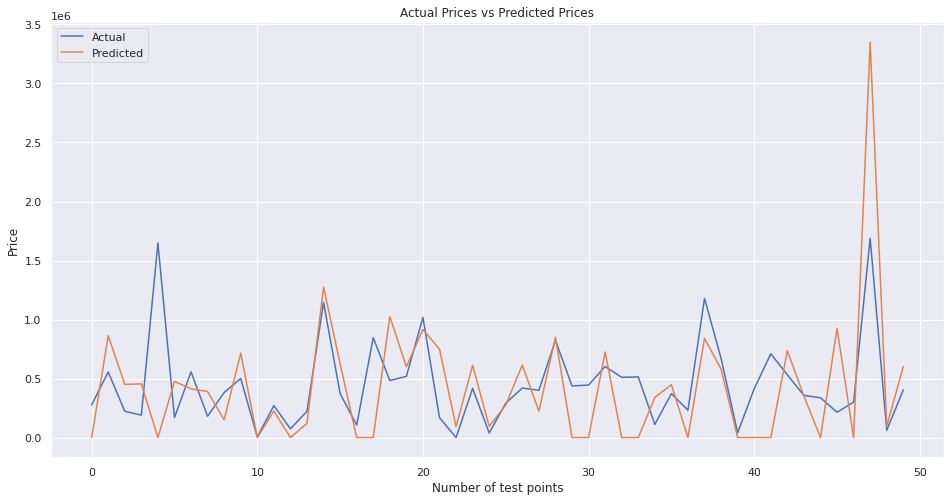 Actual Prices vs Predicted Prices
1e6
Actual
Predicted
3.5
3.0
2.5
2.0
1.5
1.0
0.5
0.0
Price
0 10 20 30 40 50
Number of test points